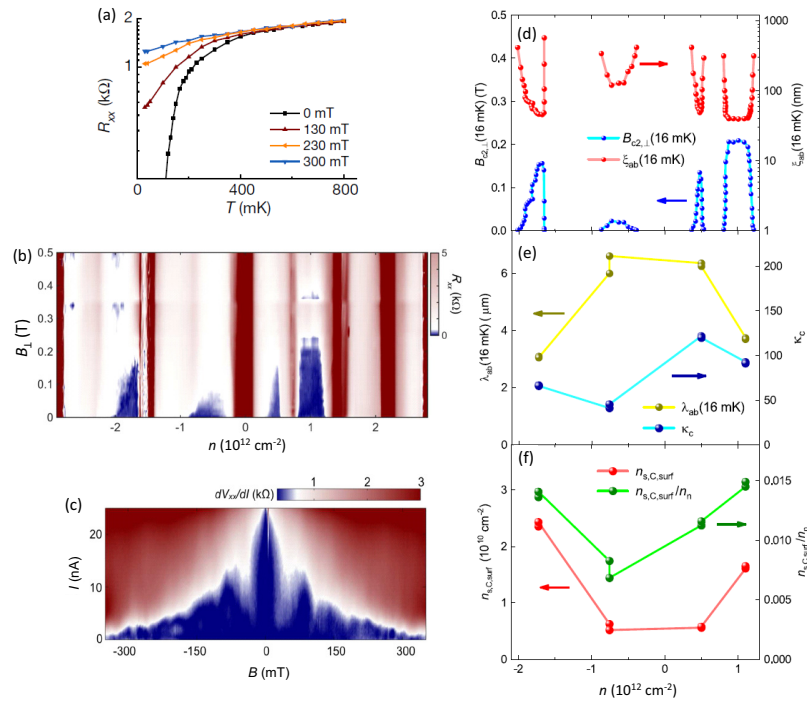 (a)
2
1
R_xx (kΩ)
0 mT
130 mT
230 mT
300 mT
0 400 800
T (mK)
(b)
0.5
0.4
0.3
0.2
0.1
0
B⊥ (T)
5
0
R_xx (kΩ)
-2 -1 0 1 2
n (10^12 cm^-2)
(c)
dV_xx/dI (kΩ)
1 2 3
20
10
0
I (nA)
-300 -150 0 150 300
B (mT)
(d)
0.5
0.4
0.3
0.2
0.1
0.0
B_c2,⊥(16 mK) (T)
B_c2,⊥(16 mK)
ξ_ab(16 mK)
1000
100
10
1
ξ_ab(16 mK) (nm)
(e)
6
4
2
λ_ab(16 mK) (μm)
200
150
100
50
0
κ_c
λ_ab(16 mK)
κ_c
(f)
3
2
1
0
n_s,C,surf (10^10 cm^-2)
n_s,C,surf
n_s,C,surf/n_n
0.015
0.010
0.005
0.000
n_s,C,surf/n_n
-2 -1 0 1
n (10^12 cm^-2)